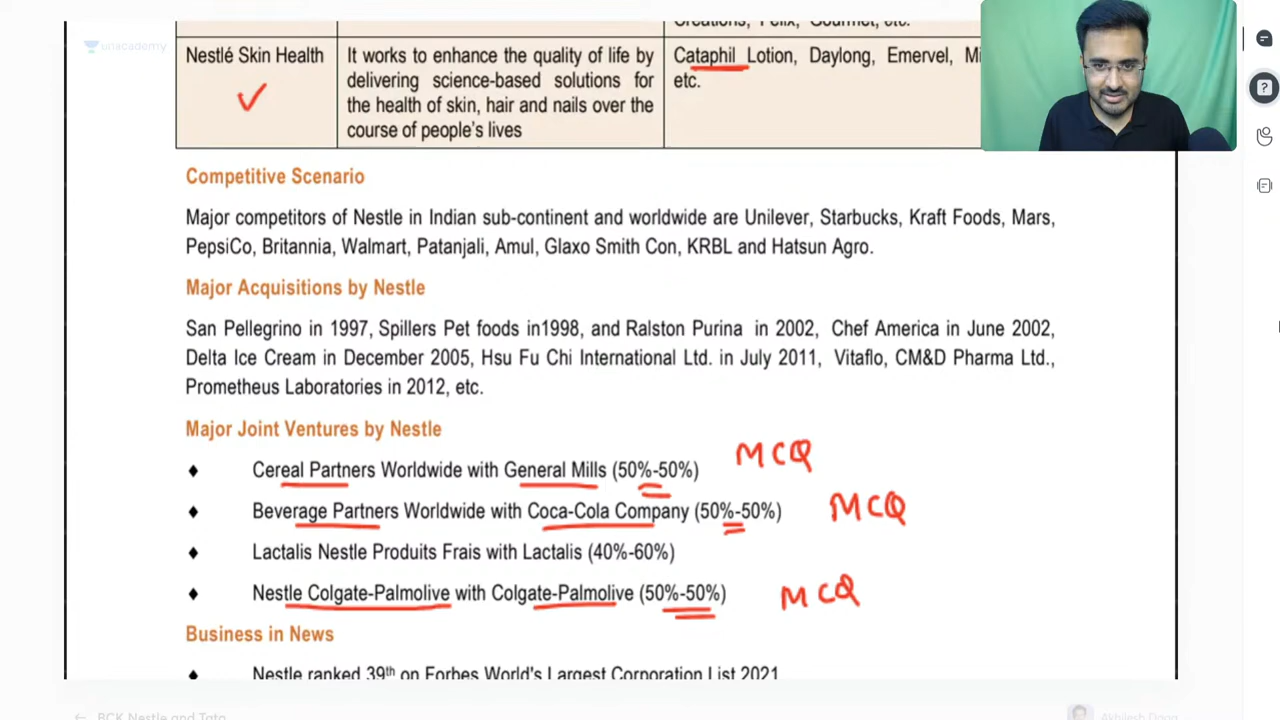 Creations, Felix, Gourmet, etc.
unacademy
Nestlé Skin Health
It works to enhance the quality of life by
delivering science-based solutions for
the health of skin, hair and nails over the
course of people's lives
Cataphil Lotion, Daylong, Emervel, Mi
etc.
Competitive Scenario
Major competitors of Nestle in Indian sub-continent and worldwide are Unilever, Starbucks, Kraft Foods, Mars,
PepsiCo, Britannia, Walmart, Patanjali, Amul, Glaxo Smith Con, KRBL and Hatsun Agro.
Major Acquisitions by Nestle
San Pellegrino in 1997, Spillers Pet foods in1998, and Ralston Purina in 2002, Chef America in June 2002,
Delta Ice Cream in December 2005, Hsu Fu Chi International Ltd. in July 2011, Vitaflo, CM&D Pharma Ltd.,
Prometheus Laboratories in 2012, etc.
Major Joint Ventures by Nestle
♦ Cereal Partners Worldwide with General Mills (50%-50%) MCQ
♦ Beverage Partners Worldwide with Coca-Cola Company (50%-50%) MCQ
♦ Lactalis Nestle Produits Frais with Lactalis (40%-60%)
♦ Nestle Colgate-Palmolive with Colgate-Palmolive (50%-50%) MCQ
Business in News
♦ Nestle ranked 39th on Forbes World's Largest Corporation List 2021
← BCK Nestle and Tata
Akhilesh Daga